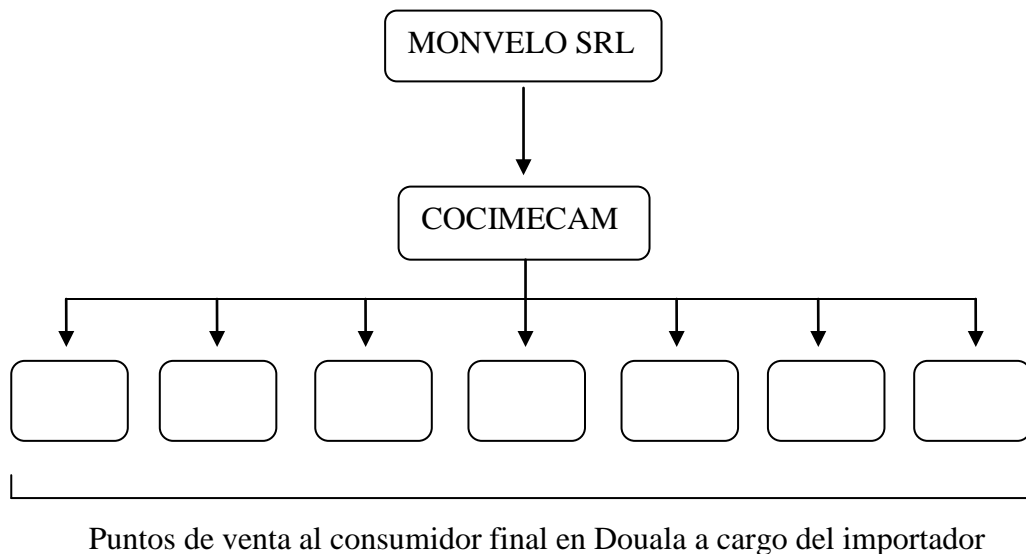 MONVELO SRL
COCIMECAM
Puntos de venta al consumidor final en Douala a cargo del importador